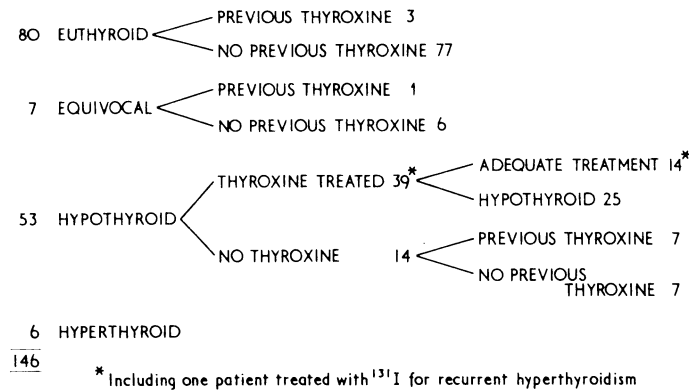 PREVIOUS THYROXINE 3
80 EUTHYROID
NO PREVIOUS THYROXINE 77
PREVIOUS THYROXINE 1
7 EQUIVOCAL
NO PREVIOUS THYROXINE 6
ADEQUATE TREATMENT 14*
THYROXINE TREATED 39*
HYPOTHYROID 25
53 HYPOTHYROID
PREVIOUS THYROXINE 7
NO THYROXINE 14
NO PREVIOUS
THYROXINE 7
6 HYPERTHYROID
146
* Including one patient treated with ¹³¹I for recurrent hyperthyroidism